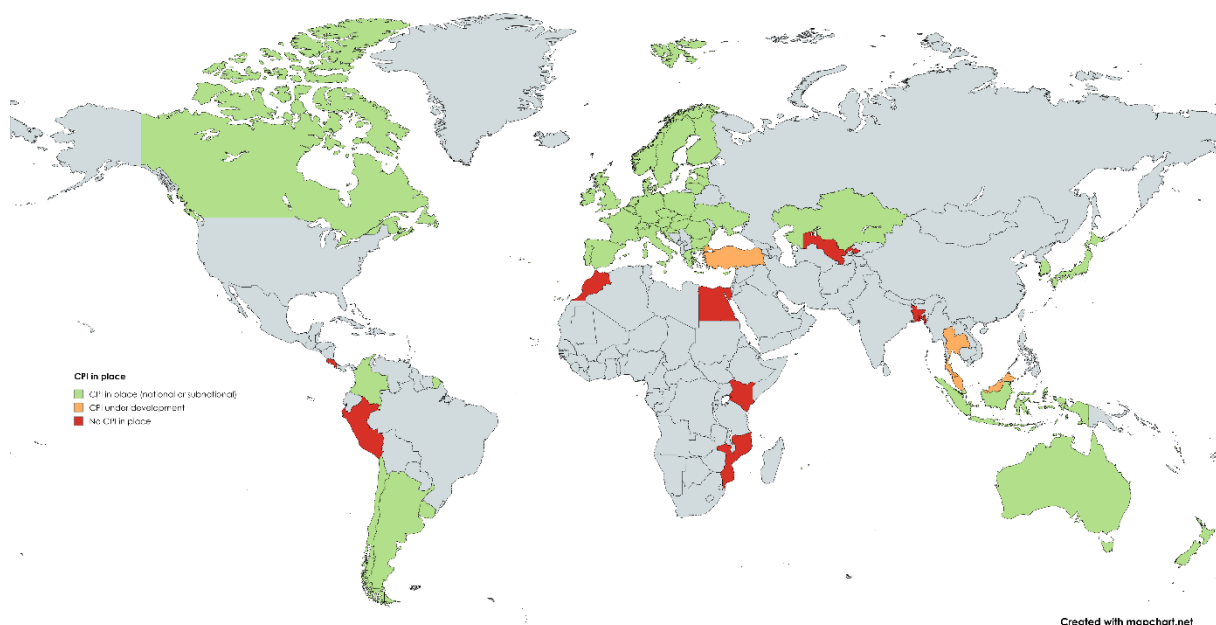 CPI in place
CPI in place (national or subnational)
CPI under development
No CPI in place
Created with mapchart.net